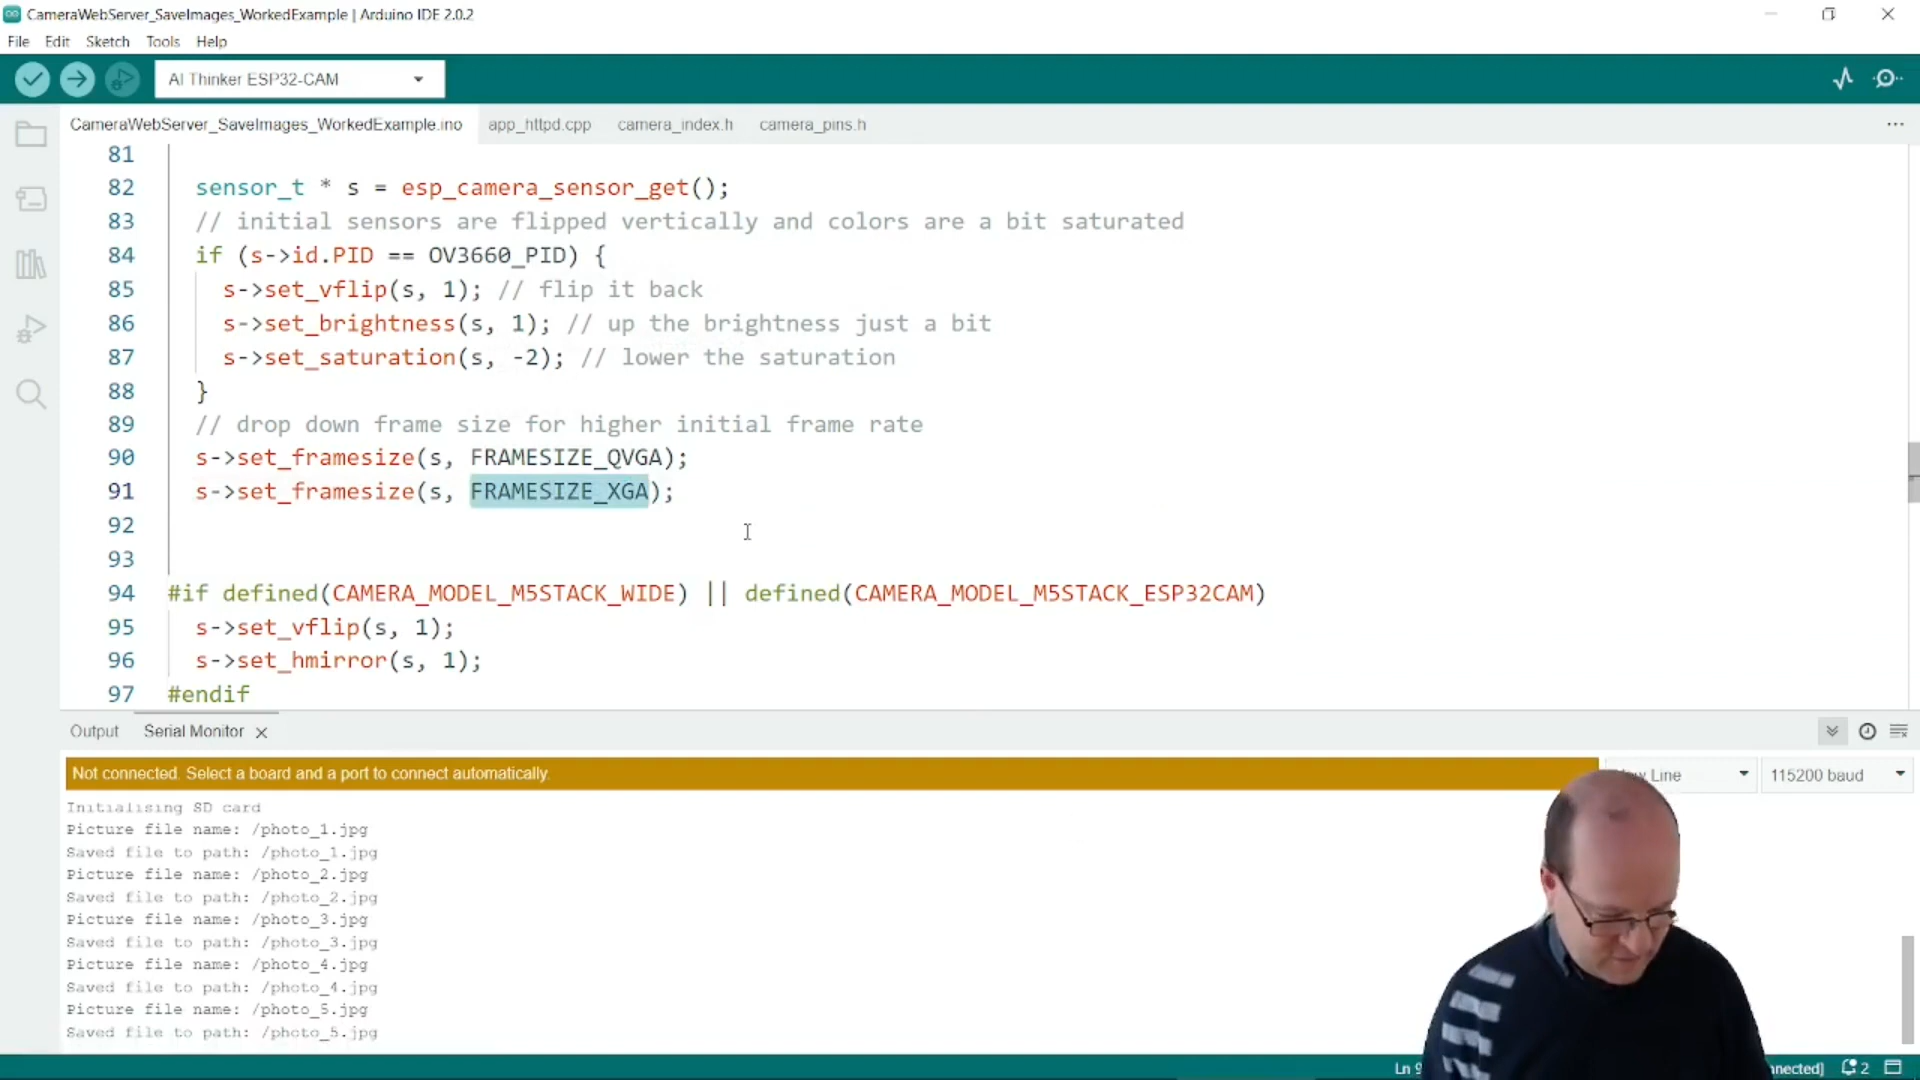 CameraWebServer_SaveImages_WorkedExample | Arduino IDE 2.0.2
File Edit Sketch Tools Help
AI Thinker ESP32-CAM
CameraWebServer_SaveImages_WorkedExample.ino app_httpd.cpp camera_index.h camera_pins.h
81
82 sensor_t * s = esp_camera_sensor_get();
83 // initial sensors are flipped vertically and colors are a bit saturated
84 if (s->id.PID == OV3660_PID) {
85 s->set_vflip(s, 1); // flip it back
86 s->set_brightness(s, 1); // up the brightness just a bit
87 s->set_saturation(s, -2); // lower the saturation
88 }
89 // drop down frame size for higher initial frame rate
90 s->set_framesize(s, FRAMESIZE_QVGA);
91 s->set_framesize(s, FRAMESIZE_XGA);
92
93
94 #if defined(CAMERA_MODEL_M5STACK_WIDE) || defined(CAMERA_MODEL_M5STACK_ESP32CAM)
95 s->set_vflip(s, 1);
96 s->set_hmirror(s, 1);
97 #endif
Output Serial Monitor
Not connected. Select a board and a port to connect automatically.
Line 115200 baud
Initialising SD card
Picture file name: /photo_1.jpg
Saved file to path: /photo_1.jpg
Picture file name: /photo_2.jpg
Saved file to path: /photo_2.jpg
Picture file name: /photo_3.jpg
Saved file to path: /photo_3.jpg
Picture file name: /photo_4.jpg
Saved file to path: /photo_4.jpg
Picture file name: /photo_5.jpg
Saved file to path: /photo_5.jpg
Ln 2